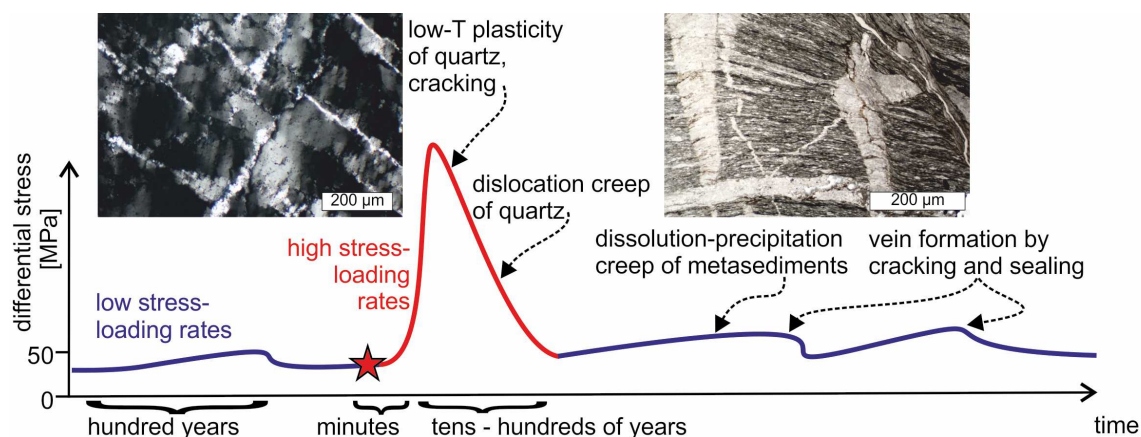 low-T plasticity
of quartz,
cracking
200 µm
200 µm
dislocation creep
of quartz
differential stress
[MPa]
high stress-
loading
rates
dissolution-precipitation
creep of metasediments
vein formation by
cracking and sealing
low stress-
loading rates
50
0
hundred years
minutes
tens - hundreds of years
time